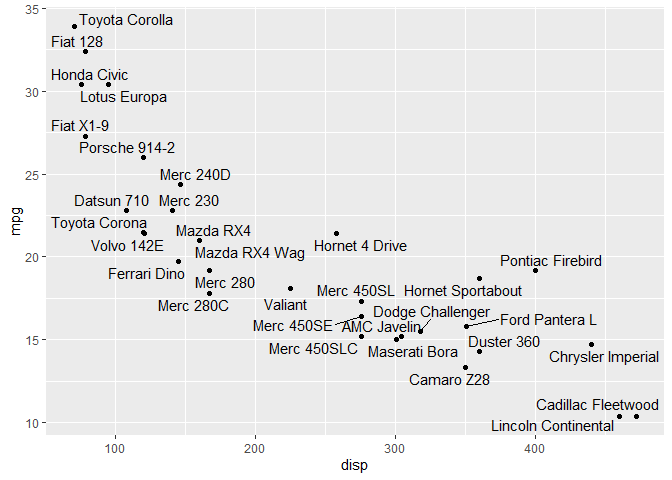 35
Toyota Corolla
Fiat 128
Honda Civic
30
Lotus Europa
Fiat X1-9
Porsche 914-2
25
Merc 240D
Datsun 710
Merc 230
mpg
Toyota Corona
Mazda RX4
Volvo 142E
Hornet 4 Drive
20
Mazda RX4 Wag
Pontiac Firebird
Ferrari Dino
Merc 280
Merc 450SL
Hornet Sportabout
Merc 280C
Valiant
Dodge Challenger
Merc 450SE
AMC Javelin
Ford Pantera L
15
Merc 450SLC
Maserati Bora
Duster 360
Chrysler Imperial
Camaro Z28
Cadillac Fleetwood
10
Lincoln Continental
100
200
300
400
disp